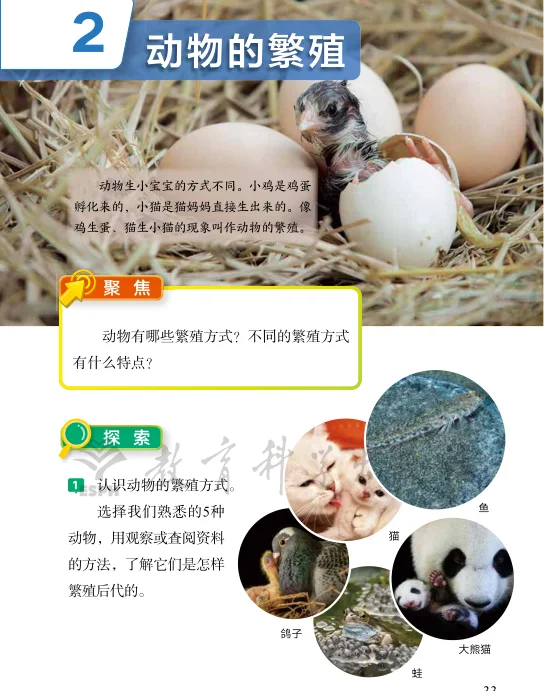 2
动物的繁殖
动物生小宝宝的方式不同。小鸡是鸡蛋
孵化来的、小猫是猫妈妈直接生出来的。像
鸡生蛋、猫生小猫的现象叫作动物的繁殖。
聚焦
动物有哪些繁殖方式？不同的繁殖方式
有什么特点？
探索
教育科学
ESPH
1 认识动物的繁殖方式。
选择我们熟悉的5种
动物，用观察或查阅资料
的方法，了解它们是怎样
繁殖后代的。
鱼
猫
鸽子
大熊猫
蛙